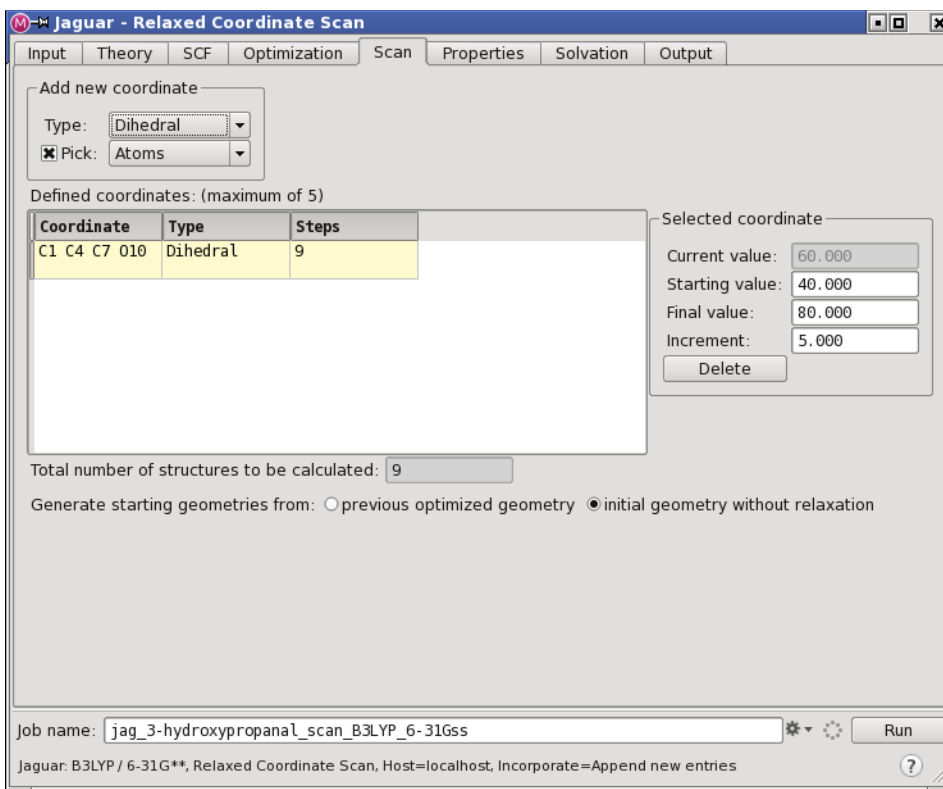 Jaguar - Relaxed Coordinate Scan
Input Theory SCF Optimization Scan Properties Solvation Output
Add new coordinate
Type: Dihedral
Pick: Atoms
Defined coordinates: (maximum of 5)
Coordinate Type Steps
C1 C4 C7 O10 Dihedral 9
Selected coordinate
Current value: 60.000
Starting value: 40.000
Final value: 80.000
Increment: 5.000
Delete
Total number of structures to be calculated: 9
Generate starting geometries from: previous optimized geometry initial geometry without relaxation
Job name: jag_3-hydroxypropanal_scan_B3LYP_6-31Gss Run
Jaguar: B3LYP / 6-31G**, Relaxed Coordinate Scan, Host=localhost, Incorporate=Append new entries ?